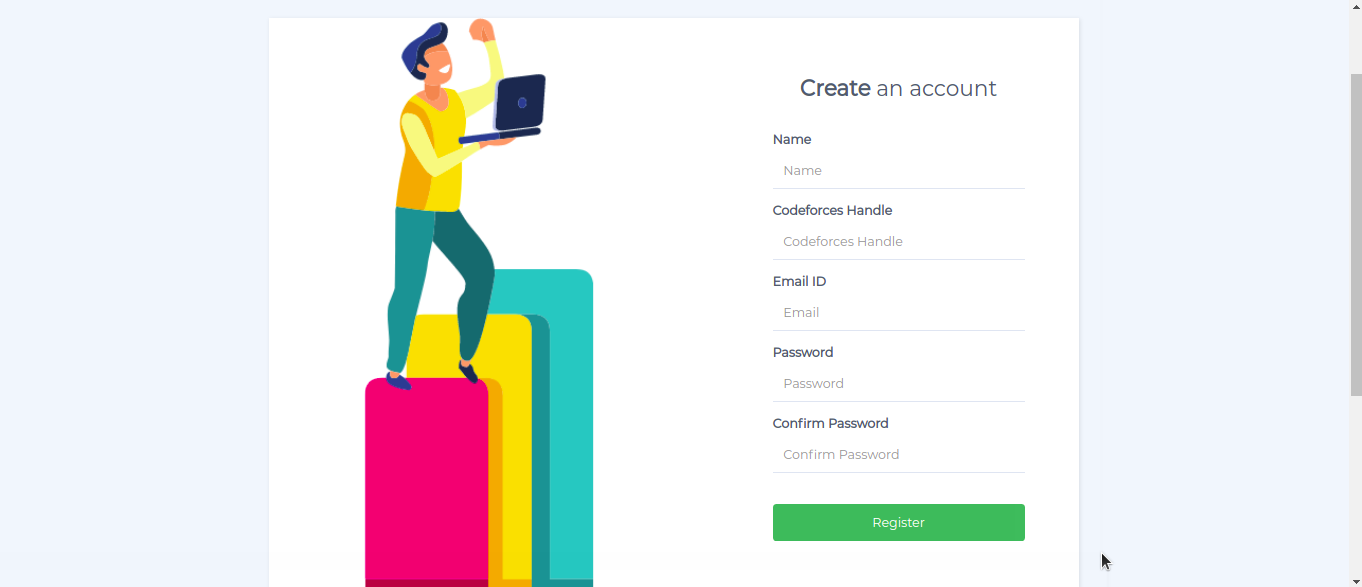 Create an account
Name
Name
Codeforces Handle
Codeforces Handle
Email ID
Email
Password
Password
Confirm Password
Confirm Password
Register